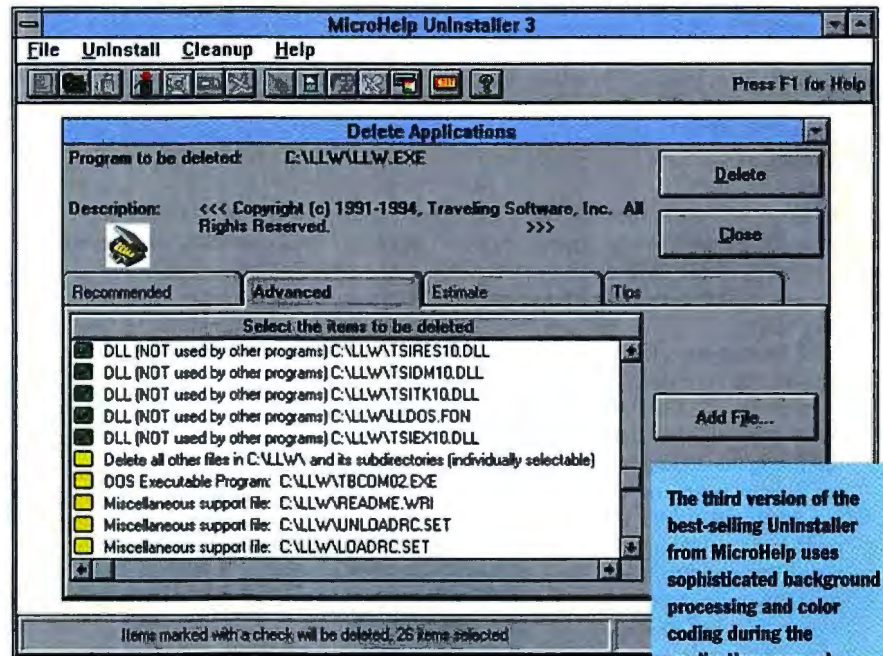 MicroHelp UnInstaller 3
File Uninstall Cleanup Help
EXIT
Press F1 for Help
Delete Applications
Program to be deleted: C:\LLW\LLW.EXE
Delete
Description: <<< Copyright (c) 1991-1994, Traveling Software, Inc. All
Rights Reserved. >>>
Close
Recommended Advanced Estimate Tips
Select the items to be deleted
DLL (NOT used by other programs) C:\LLW\TSIRES10.DLL
DLL (NOT used by other programs) C:\LLW\TSIDM10.DLL
DLL (NOT used by other programs) C:\LLW\TSITK10.DLL
DLL (NOT used by other programs) C:\LLW\LLDOS.FON
DLL (NOT used by other programs) C:\LLW\TSIEX10.DLL
Delete all other files in C:\LLW\ and its subdirectories (individually selectable)
DOS Executable Program: C:\LLW\TBCOM02.EXE
Miscellaneous support file: C:\LLW\README.WRI
Miscellaneous support file: C:\LLW\UNLOADRC.SET
Miscellaneous support file: C:\LLW\LOADRC.SET
Add File...
Items marked with a check will be deleted, 26 items selected
The third version of the
best-selling UnInstaller
from MicroHelp uses
sophisticated background
processing and color
coding during the